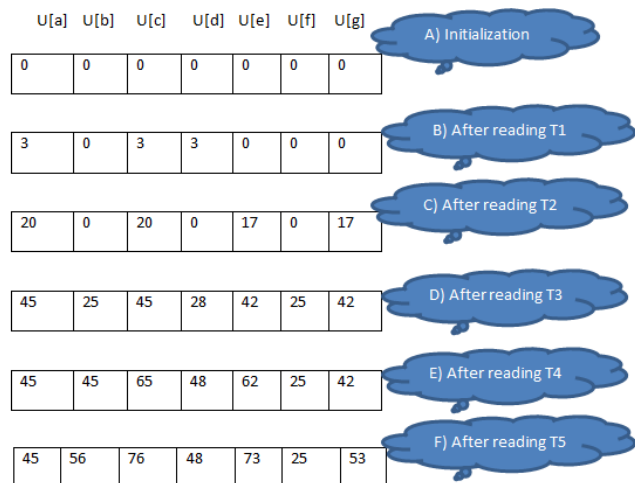 U[a] U[b] U[c] U[d] U[e] U[f] U[g]
A) Initialization
0 0 0 0 0 0 0
B) After reading T1
3 0 3 3 0 0 0
C) After reading T2
20 0 20 0 17 0 17
D) After reading T3
45 25 45 28 42 25 42
E) After reading T4
45 45 65 48 62 25 42
F) After reading T5
45 56 76 48 73 25 53